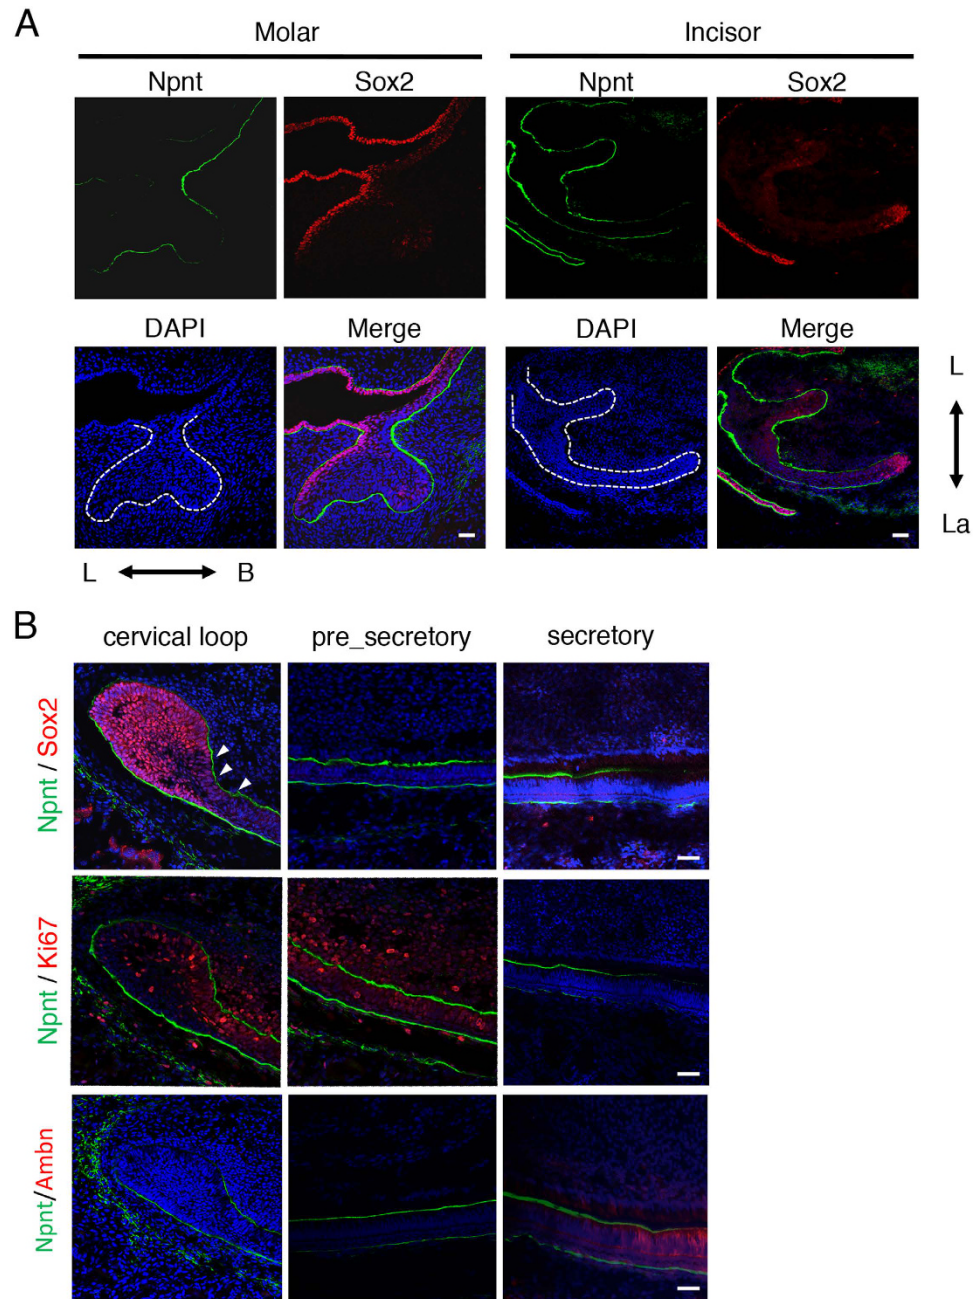 A
Molar
Incisor
Npnt
Sox2
Npnt
Sox2
DAPI
Merge
DAPI
Merge
L
La
L
B
B
cervical loop
pre_secretory
secretory
Npnt / Sox2
Npnt / Ki67
Npnt/Ambn